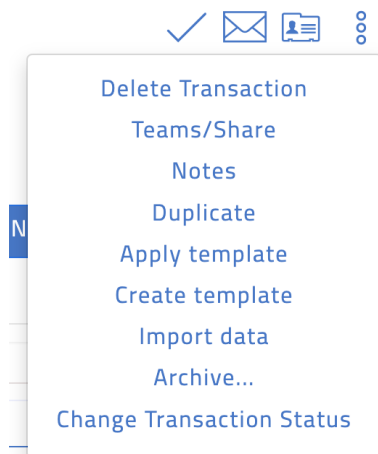 Delete Transaction
Teams/Share
Notes
N
Duplicate
Apply template
Create template
Import data
Archive...
Change Transaction Status